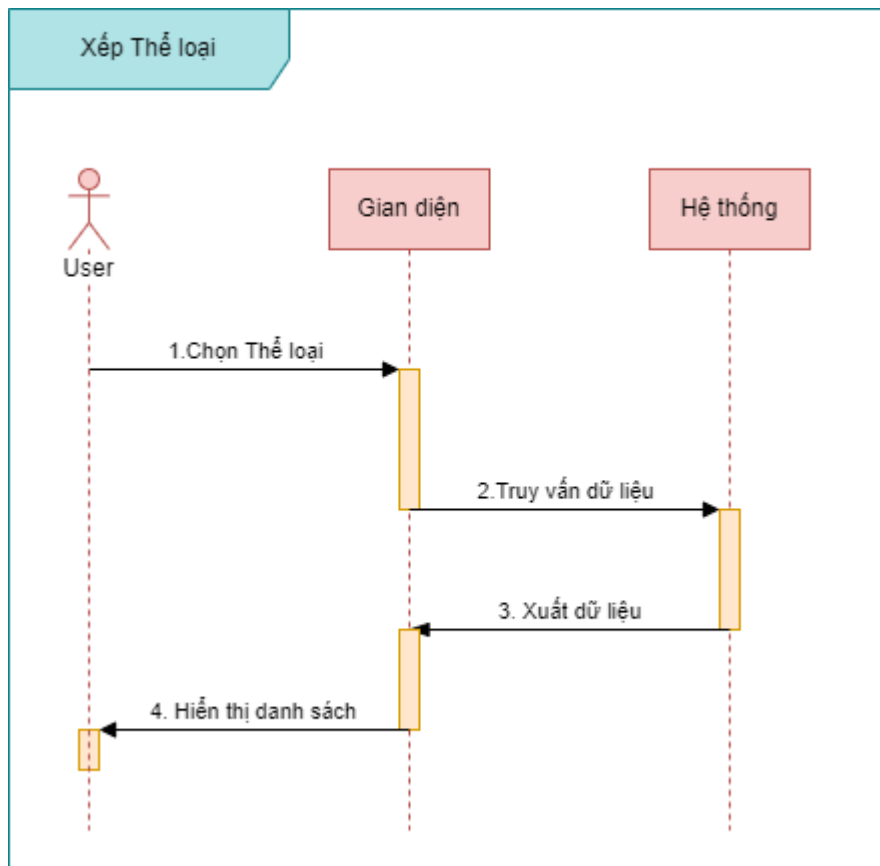 Xếp Thể loại
Gian diện
Hệ thống
User
1.Chọn Thể loại
2.Truy vấn dữ liệu
3. Xuất dữ liệu
4. Hiển thị danh sách